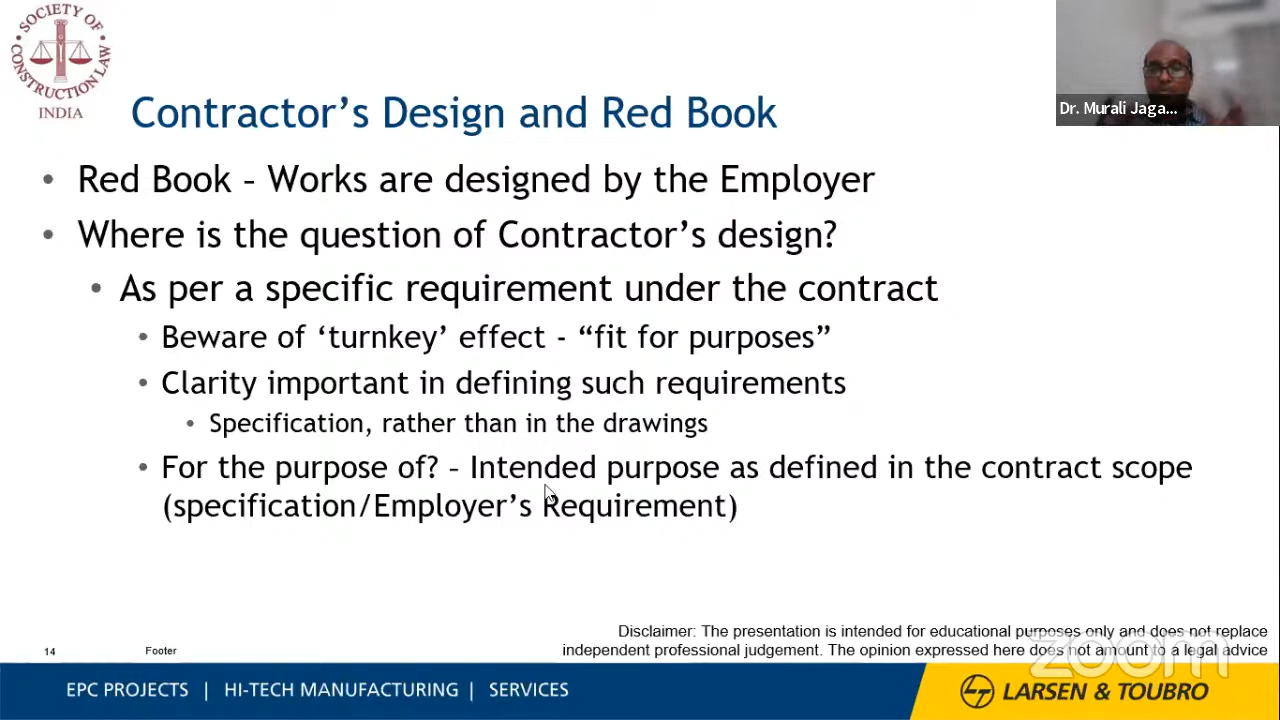 SOCIETY OF
CONSTRUCTION LAW
INDIA
Dr. Murali Jaga...
Contractor’s Design and Red Book
• Red Book – Works are designed by the Employer
• Where is the question of Contractor’s design?
• As per a specific requirement under the contract
• Beware of ‘turnkey’ effect - “fit for purposes”
• Clarity important in defining such requirements
• Specification, rather than in the drawings
• For the purpose of? – Intended purpose as defined in the contract scope
(specification/Employer’s Requirement)
Disclaimer: The presentation is intended for educational purposes only and does not replace
independent professional judgement. The opinion expressed here does not amount to a legal advice
zoom
14 Footer
EPC PROJECTS | HI-TECH MANUFACTURING | SERVICES
LARSEN & TOUBRO